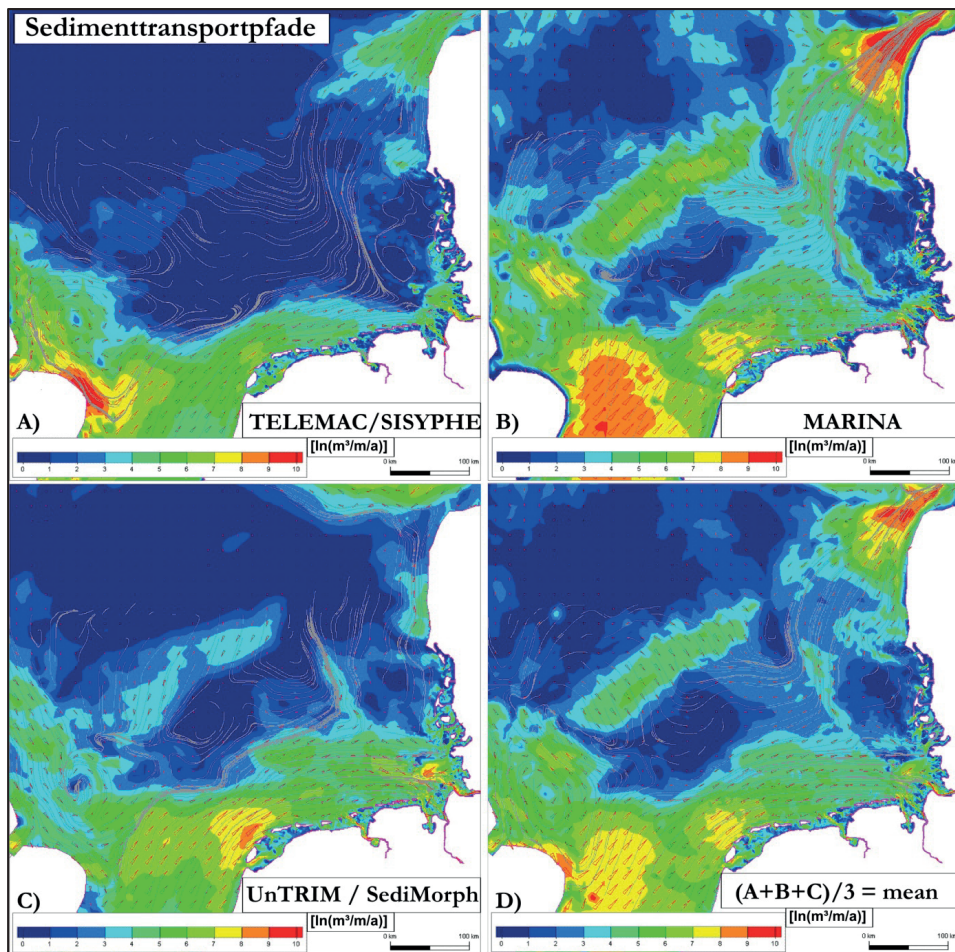 Sedimenttransportpfade
A) TELEMAC/SISYPHE
[ln(m³/m/a)]
0 1 2 3 4 5 6 7 8 9 10
0 km 100 km
B) MARINA
[ln(m³/m/a)]
0 1 2 3 4 5 6 7 8 9 10
0 km 100 km
C) UnTRIM / SediMorph
[ln(m³/m/a)]
0 1 2 3 4 5 6 7 8 9 10
0 km 100 km
D) (A+B+C)/3 = mean
[ln(m³/m/a)]
0 1 2 3 4 5 6 7 8 9 10
0 km 100 km